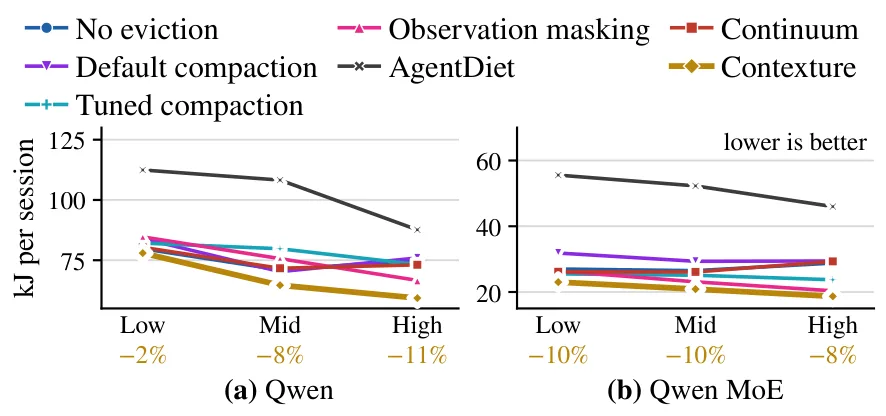 No eviction
Observation masking
Continuum
Default compaction
AgentDiet
Contexture
Tuned compaction
kJ per session
125
100
75
Low
Mid
High
−2%
−8%
−11%
(a) Qwen
lower is better
60
40
20
Low
Mid
High
−10%
−10%
−8%
(b) Qwen MoE